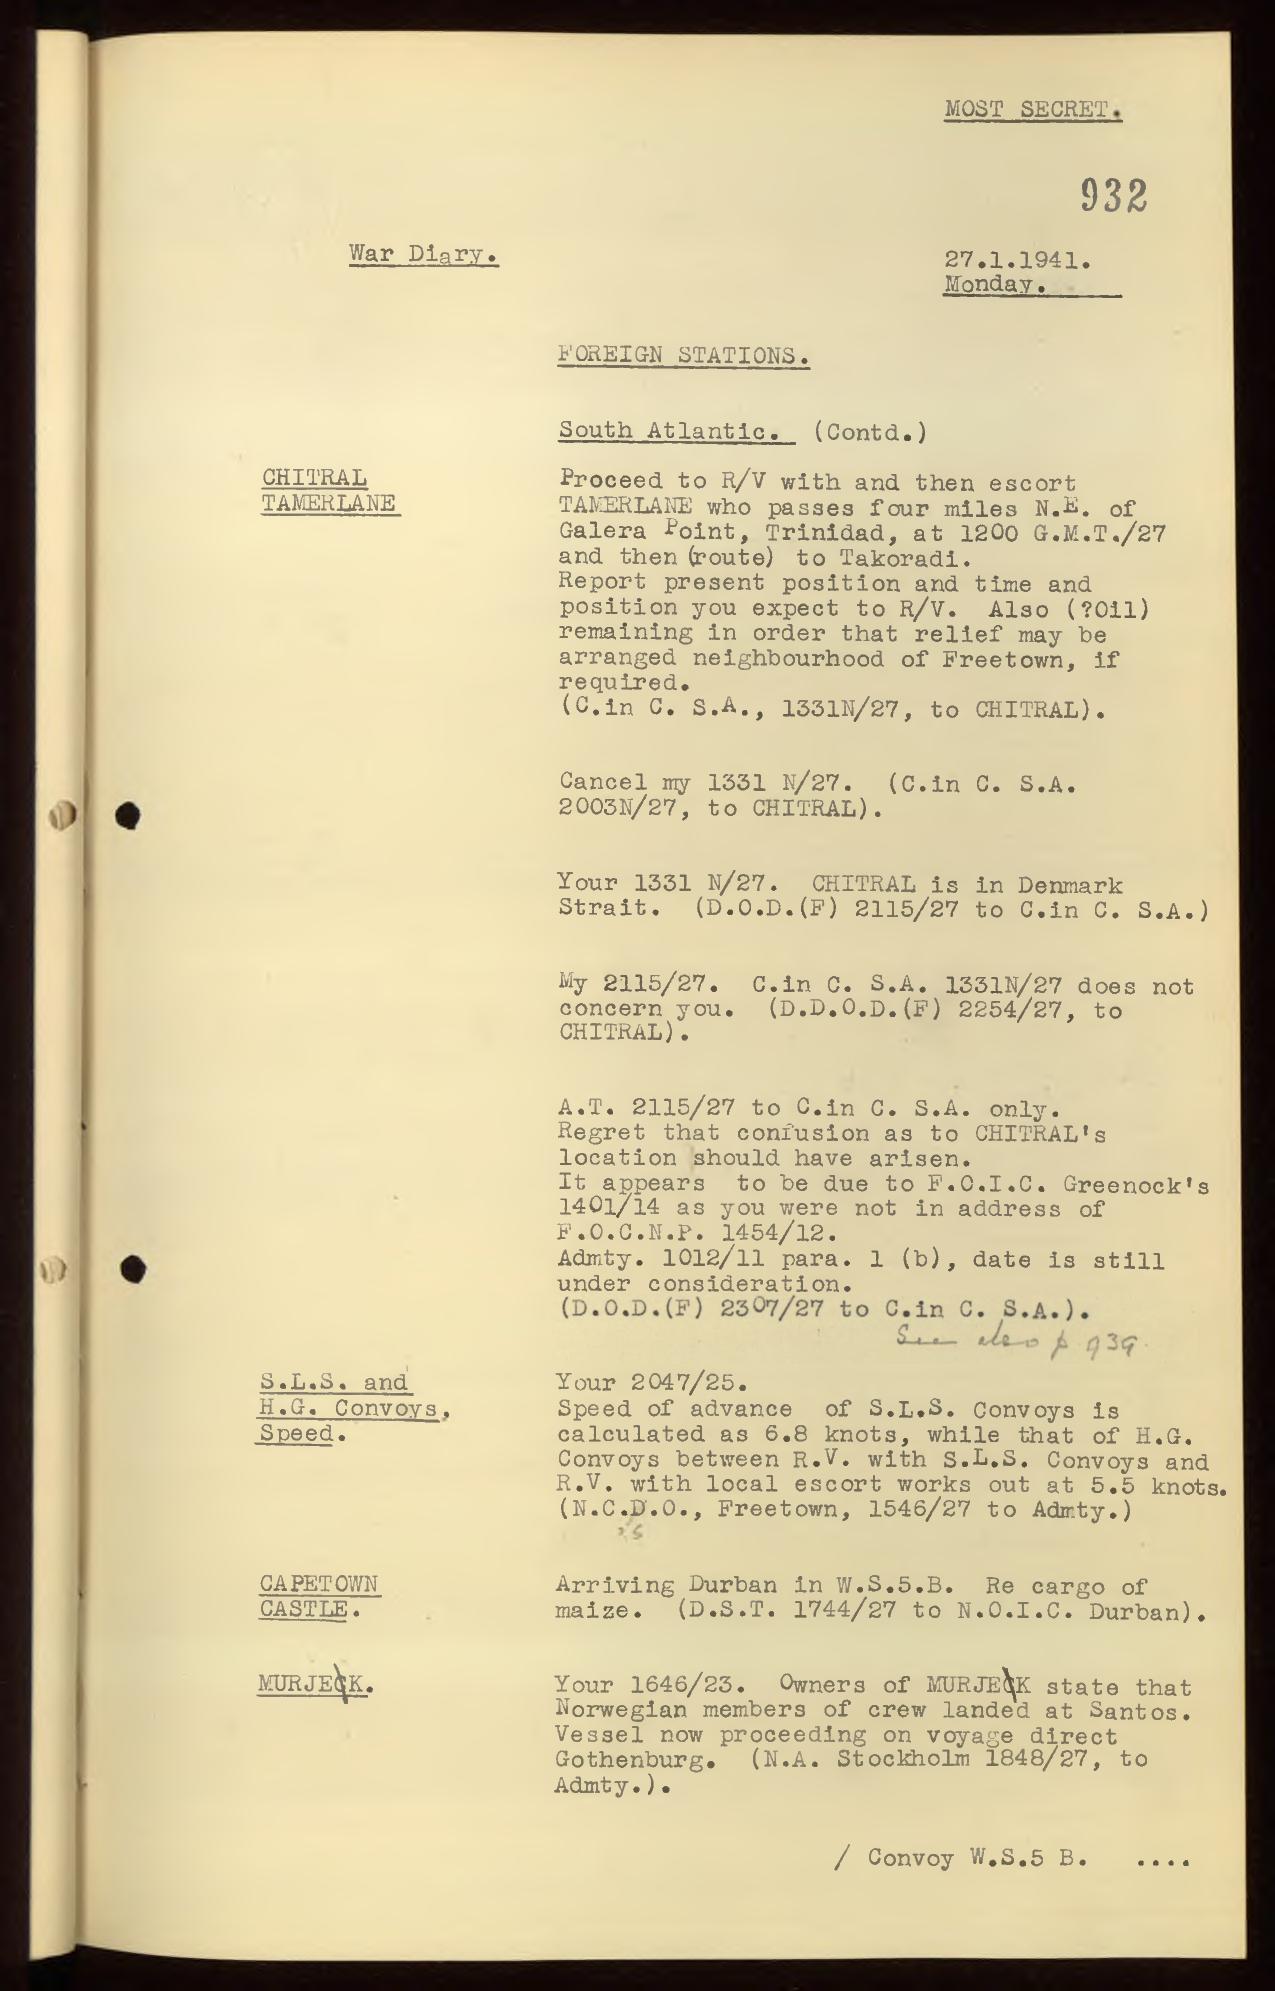 MOST SECRET.
932
War Diary.
27.1.1941.
Monday.
FOREIGN STATIONS.
South Atlantic. (Contd.)
CHITRAL
TAMERLANE
Proceed to R/V with and then escort
TAMERLANE who passes four miles N.E. of
Galera Point, Trinidad, at 1200 G.M.T./27
and then (route) to Takoradi.
Report present position and time and
position you expect to R/V. Also (?Oil)
remaining in order that relief may be
arranged neighbourhood of Freetown, if
required.
(C.in C. S.A., 1331N/27, to CHITRAL).
Cancel my 1331 N/27. (C.in C. S.A.
2003N/27, to CHITRAL).
Your 1331 N/27. CHITRAL is in Denmark
Strait. (D.O.D.(F) 2115/27 to C.in C. S.A.)
My 2115/27. C.in C. S.A. 1331N/27 does not
concern you. (D.D.O.D.(F) 2254/27, to
CHITRAL).
A.T. 2115/27 to C.in C. S.A. only.
Regret that confusion as to CHITRAL's
location should have arisen.
It appears to be due to F.O.I.C. Greenock's
1401/14 as you were not in address of
F.O.C.N.P. 1454/12.
Admty. 1012/11 para. 1 (b), date is still
under consideration.
(D.O.D.(F) 2307/27 to C.in C. S.A.).
See also p 939.
S.L.S. and
H.G. Convoys,
Speed.
Your 2047/25.
Speed of advance of S.L.S. Convoys is
calculated as 6.8 knots, while that of H.G.
Convoys between R.V. with S.L.S. Convoys and
R.V. with local escort works out at 5.5 knots.
(N.C.D.O., Freetown, 1546/27 to Admty.)
CAPETOWN
CASTLE.
Arriving Durban in W.S.5.B. Re cargo of
maize. (D.S.T. 1744/27 to N.O.I.C. Durban).
MURJECK.
Your 1646/23. Owners of MURJECK state that
Norwegian members of crew landed at Santos.
Vessel now proceeding on voyage direct
Gothenburg. (N.A. Stockholm 1848/27, to
Admty.).
/ Convoy W.S.5 B. ....